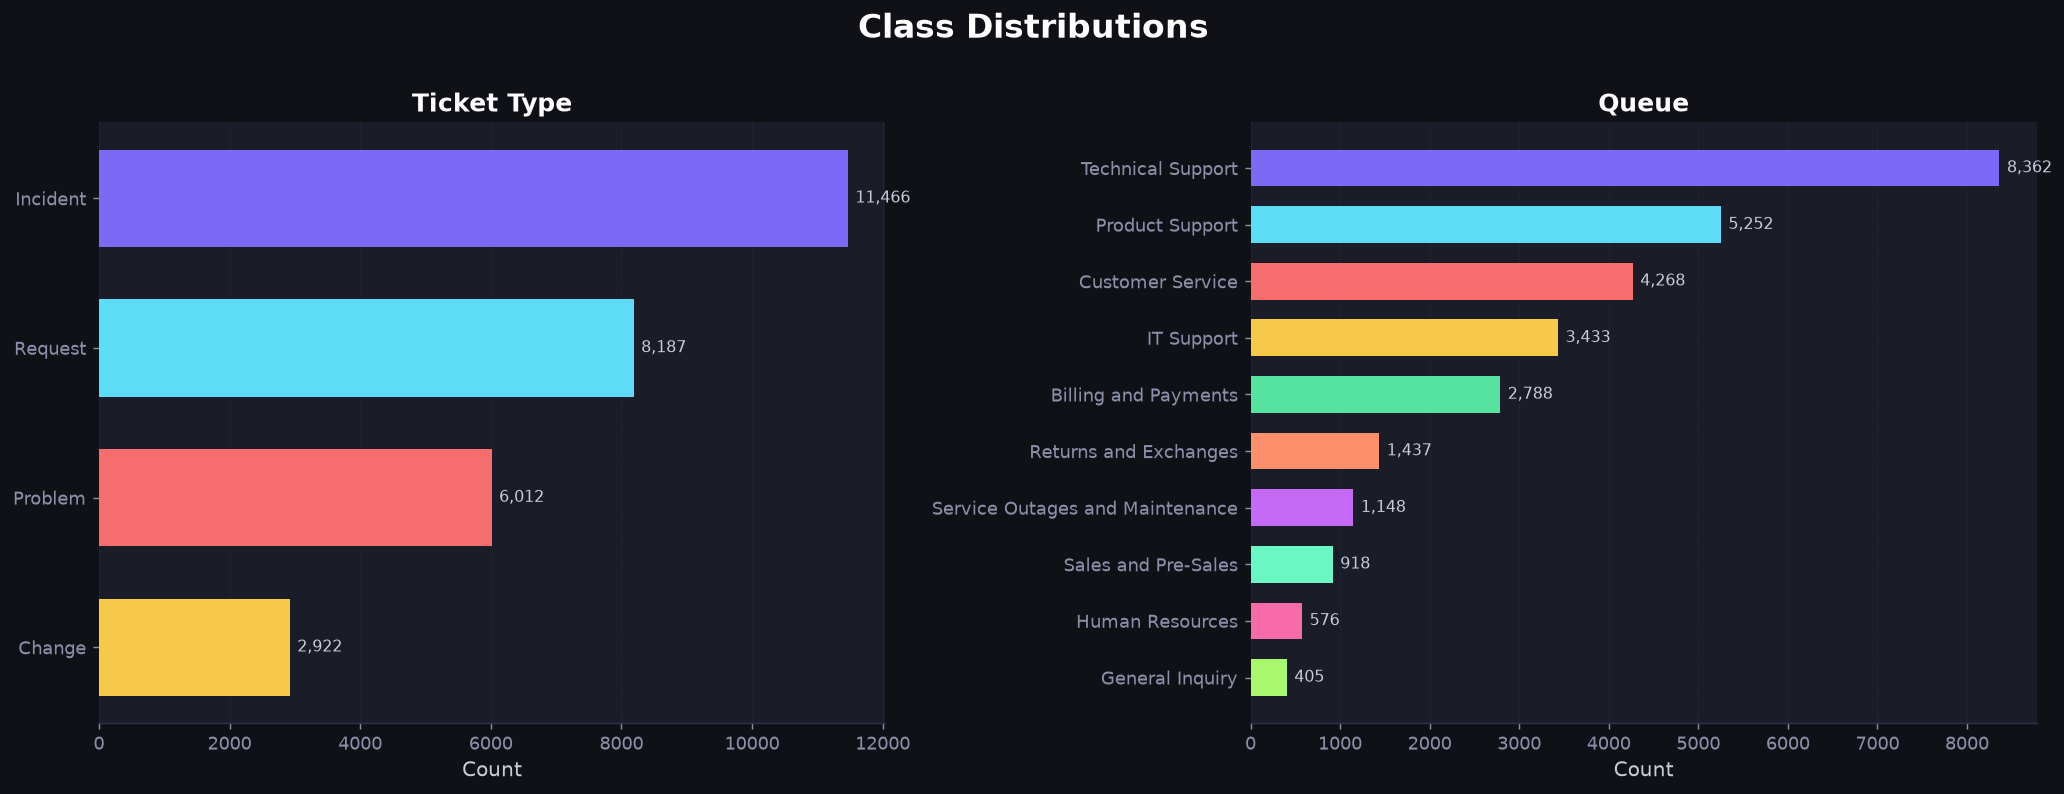 Class Distributions
Ticket Type
Incident
11,466
Request
8,187
Problem
6,012
Change
2,922
0 2000 4000 6000 8000 10000 12000
Count
Queue
Technical Support
8,362
Product Support
5,252
Customer Service
4,268
IT Support
3,433
Billing and Payments
2,788
Returns and Exchanges
1,437
Service Outages and Maintenance
1,148
Sales and Pre-Sales
918
Human Resources
576
General Inquiry
405
0 1000 2000 3000 4000 5000 6000 7000 8000
Count